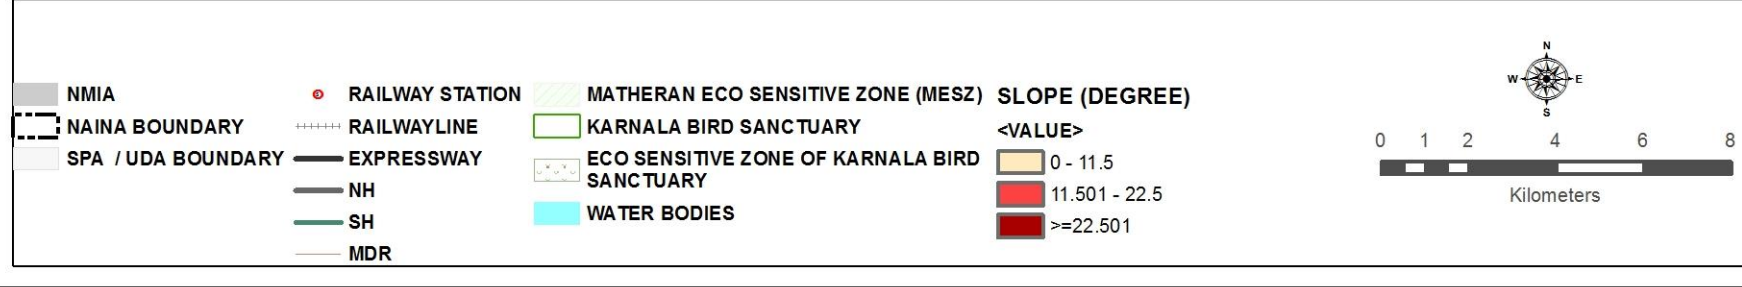 NMIA
NAINA BOUNDARY
SPA / UDA BOUNDARY
RAILWAY STATION
RAILWAYLINE
EXPRESSWAY
NH
SH
MDR
MATHERAN ECO SENSITIVE ZONE (MESZ)
KARNALA BIRD SANCTUARY
ECO SENSITIVE ZONE OF KARNALA BIRD
SANCTUARY
WATER BODIES
SLOPE (DEGREE)
<VALUE>
0 - 11.5
11.501 - 22.5
>=22.501
N
W E
S
0 1 2 4 6 8
Kilometers